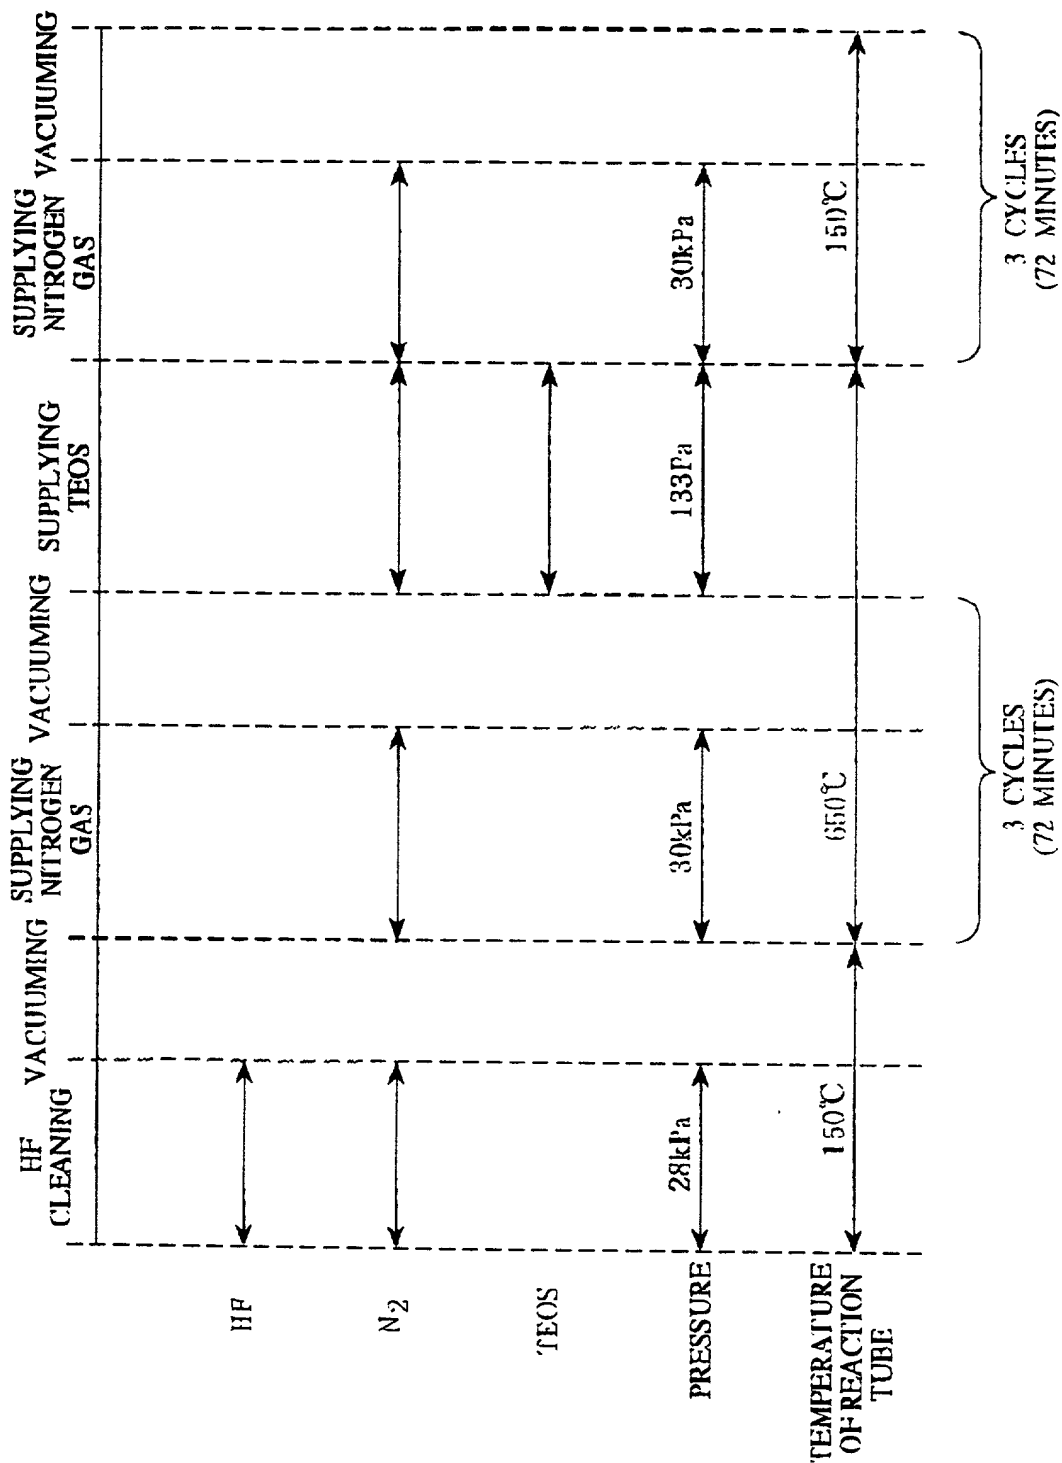 HF
CLEANING
VACUUMING
SUPPLYING
NITROGEN
GAS
VACUUMING
SUPPLYING
TEOS
SUPPLYING
NITROGEN
GAS
VACUUMING
HF
N2
TEOS
PRESSURE
28kPa
30kPa
133Pa
30kPa
TEMPERATURE
OF REACTION
TUBE
150℃
650℃
150℃
3 CYCLES
(72 MINUTES)
3 CYCLES
(72 MINUTES)